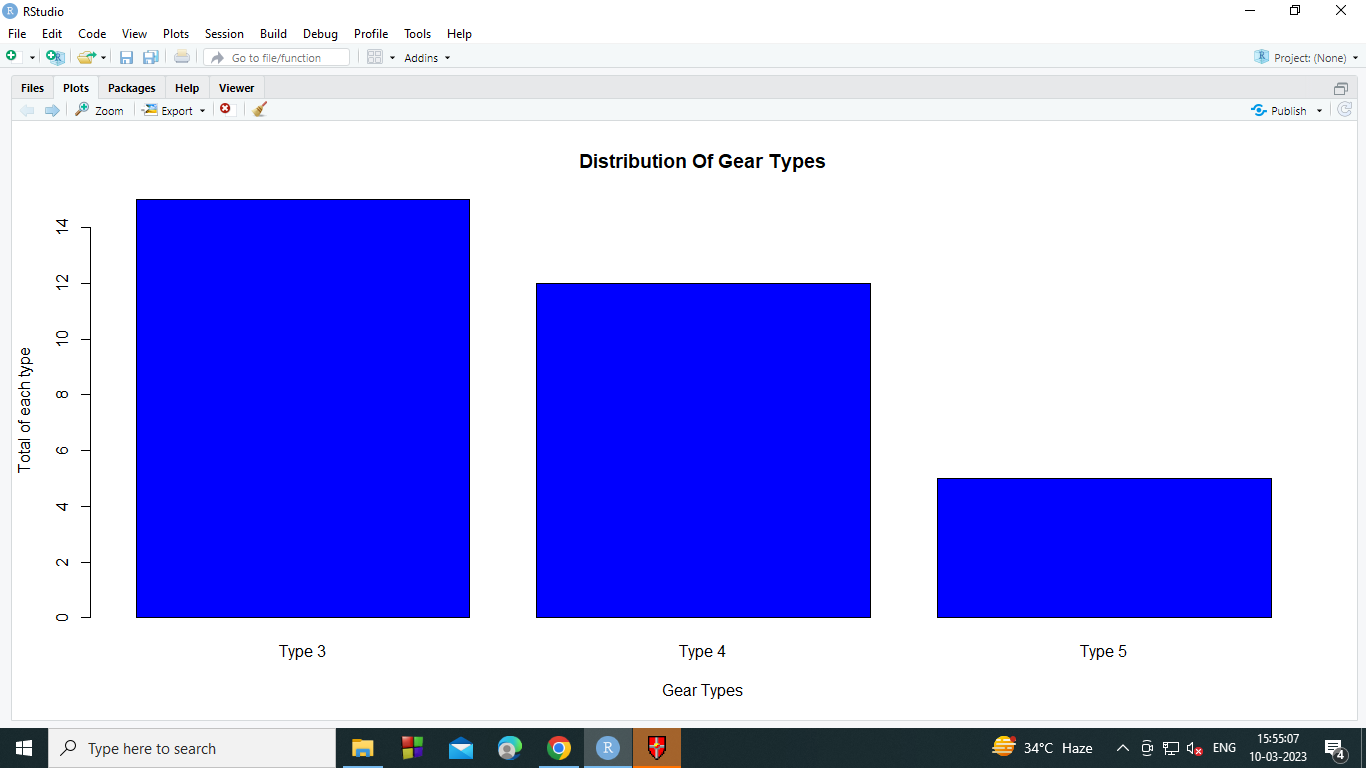 RStudio
File Edit Code View Plots Session Build Debug Profile Tools Help
Go to file/function Addins Project: (None)
Files Plots Packages Help Viewer
Zoom Export Publish
Distribution Of Gear Types
Total of each type
14
12
10
8
6
4
2
0
Type 3 Type 4 Type 5
Gear Types
Type here to search
34°C Haze ENG 15:55:07
10-03-2023 4